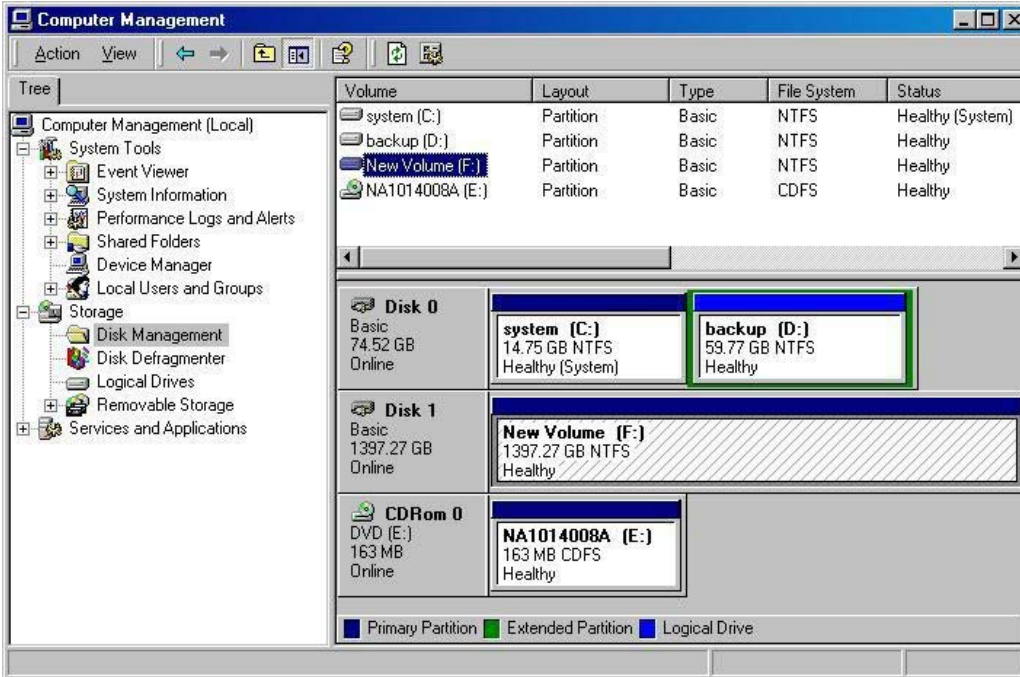 Computer Management
Action View
Tree
Computer Management (Local)
System Tools
Event Viewer
System Information
Performance Logs and Alerts
Shared Folders
Device Manager
Local Users and Groups
Storage
Disk Management
Disk Defragmenter
Logical Drives
Removable Storage
Services and Applications
Volume Layout Type File System Status
system (C:) Partition Basic NTFS Healthy (System)
backup (D:) Partition Basic NTFS Healthy
New Volume (F:) Partition Basic NTFS Healthy
NA1014008A (E:) Partition Basic CDFS Healthy
Disk 0
Basic
74.52 GB
Online
system (C:)
14.75 GB NTFS
Healthy (System)
backup (D:)
59.77 GB NTFS
Healthy
Disk 1
Basic
1397.27 GB
Online
New Volume (F:)
1397.27 GB NTFS
Healthy
CDRom 0
DVD (E:)
163 MB
Online
NA1014008A (E:)
163 MB CDFS
Healthy
Primary Partition Extended Partition Logical Drive